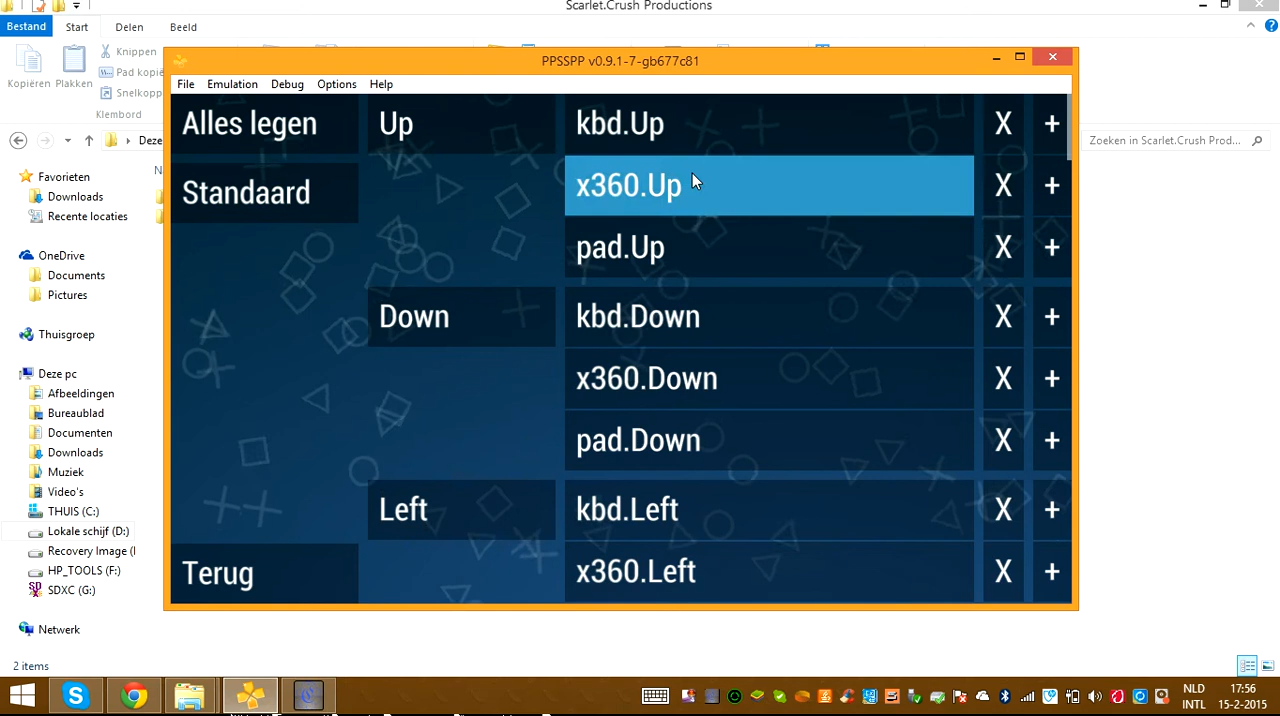 Scarlet.Crush Productions
Bestand Start Delen Beeld
Kopiëren Plakken
Knippen
Pad kopië
Snelkopp
Klembord
Deze
Zoeken in Scarlet.Crush Prod...
PPSSPP v0.9.1-7-gb677c81
File Emulation Debug Options Help
Alles legen Up kbd.Up X +
Standaard x360.Up X +
pad.Up X +
Down kbd.Down X +
x360.Down X +
pad.Down X +
Left kbd.Left X +
Terug x360.Left X +
Favorieten
Downloads
Recente locaties
OneDrive
Documents
Pictures
Thuisgroep
Deze pc
Afbeeldingen
Bureaublad
Documenten
Downloads
Muziek
Video's
THUIS (C:)
Lokale schijf (D:)
Recovery Image (
HP_TOOLS (F:)
SDXC (G:)
Netwerk
2 items
NLD 17:56
INTL 15-2-2015